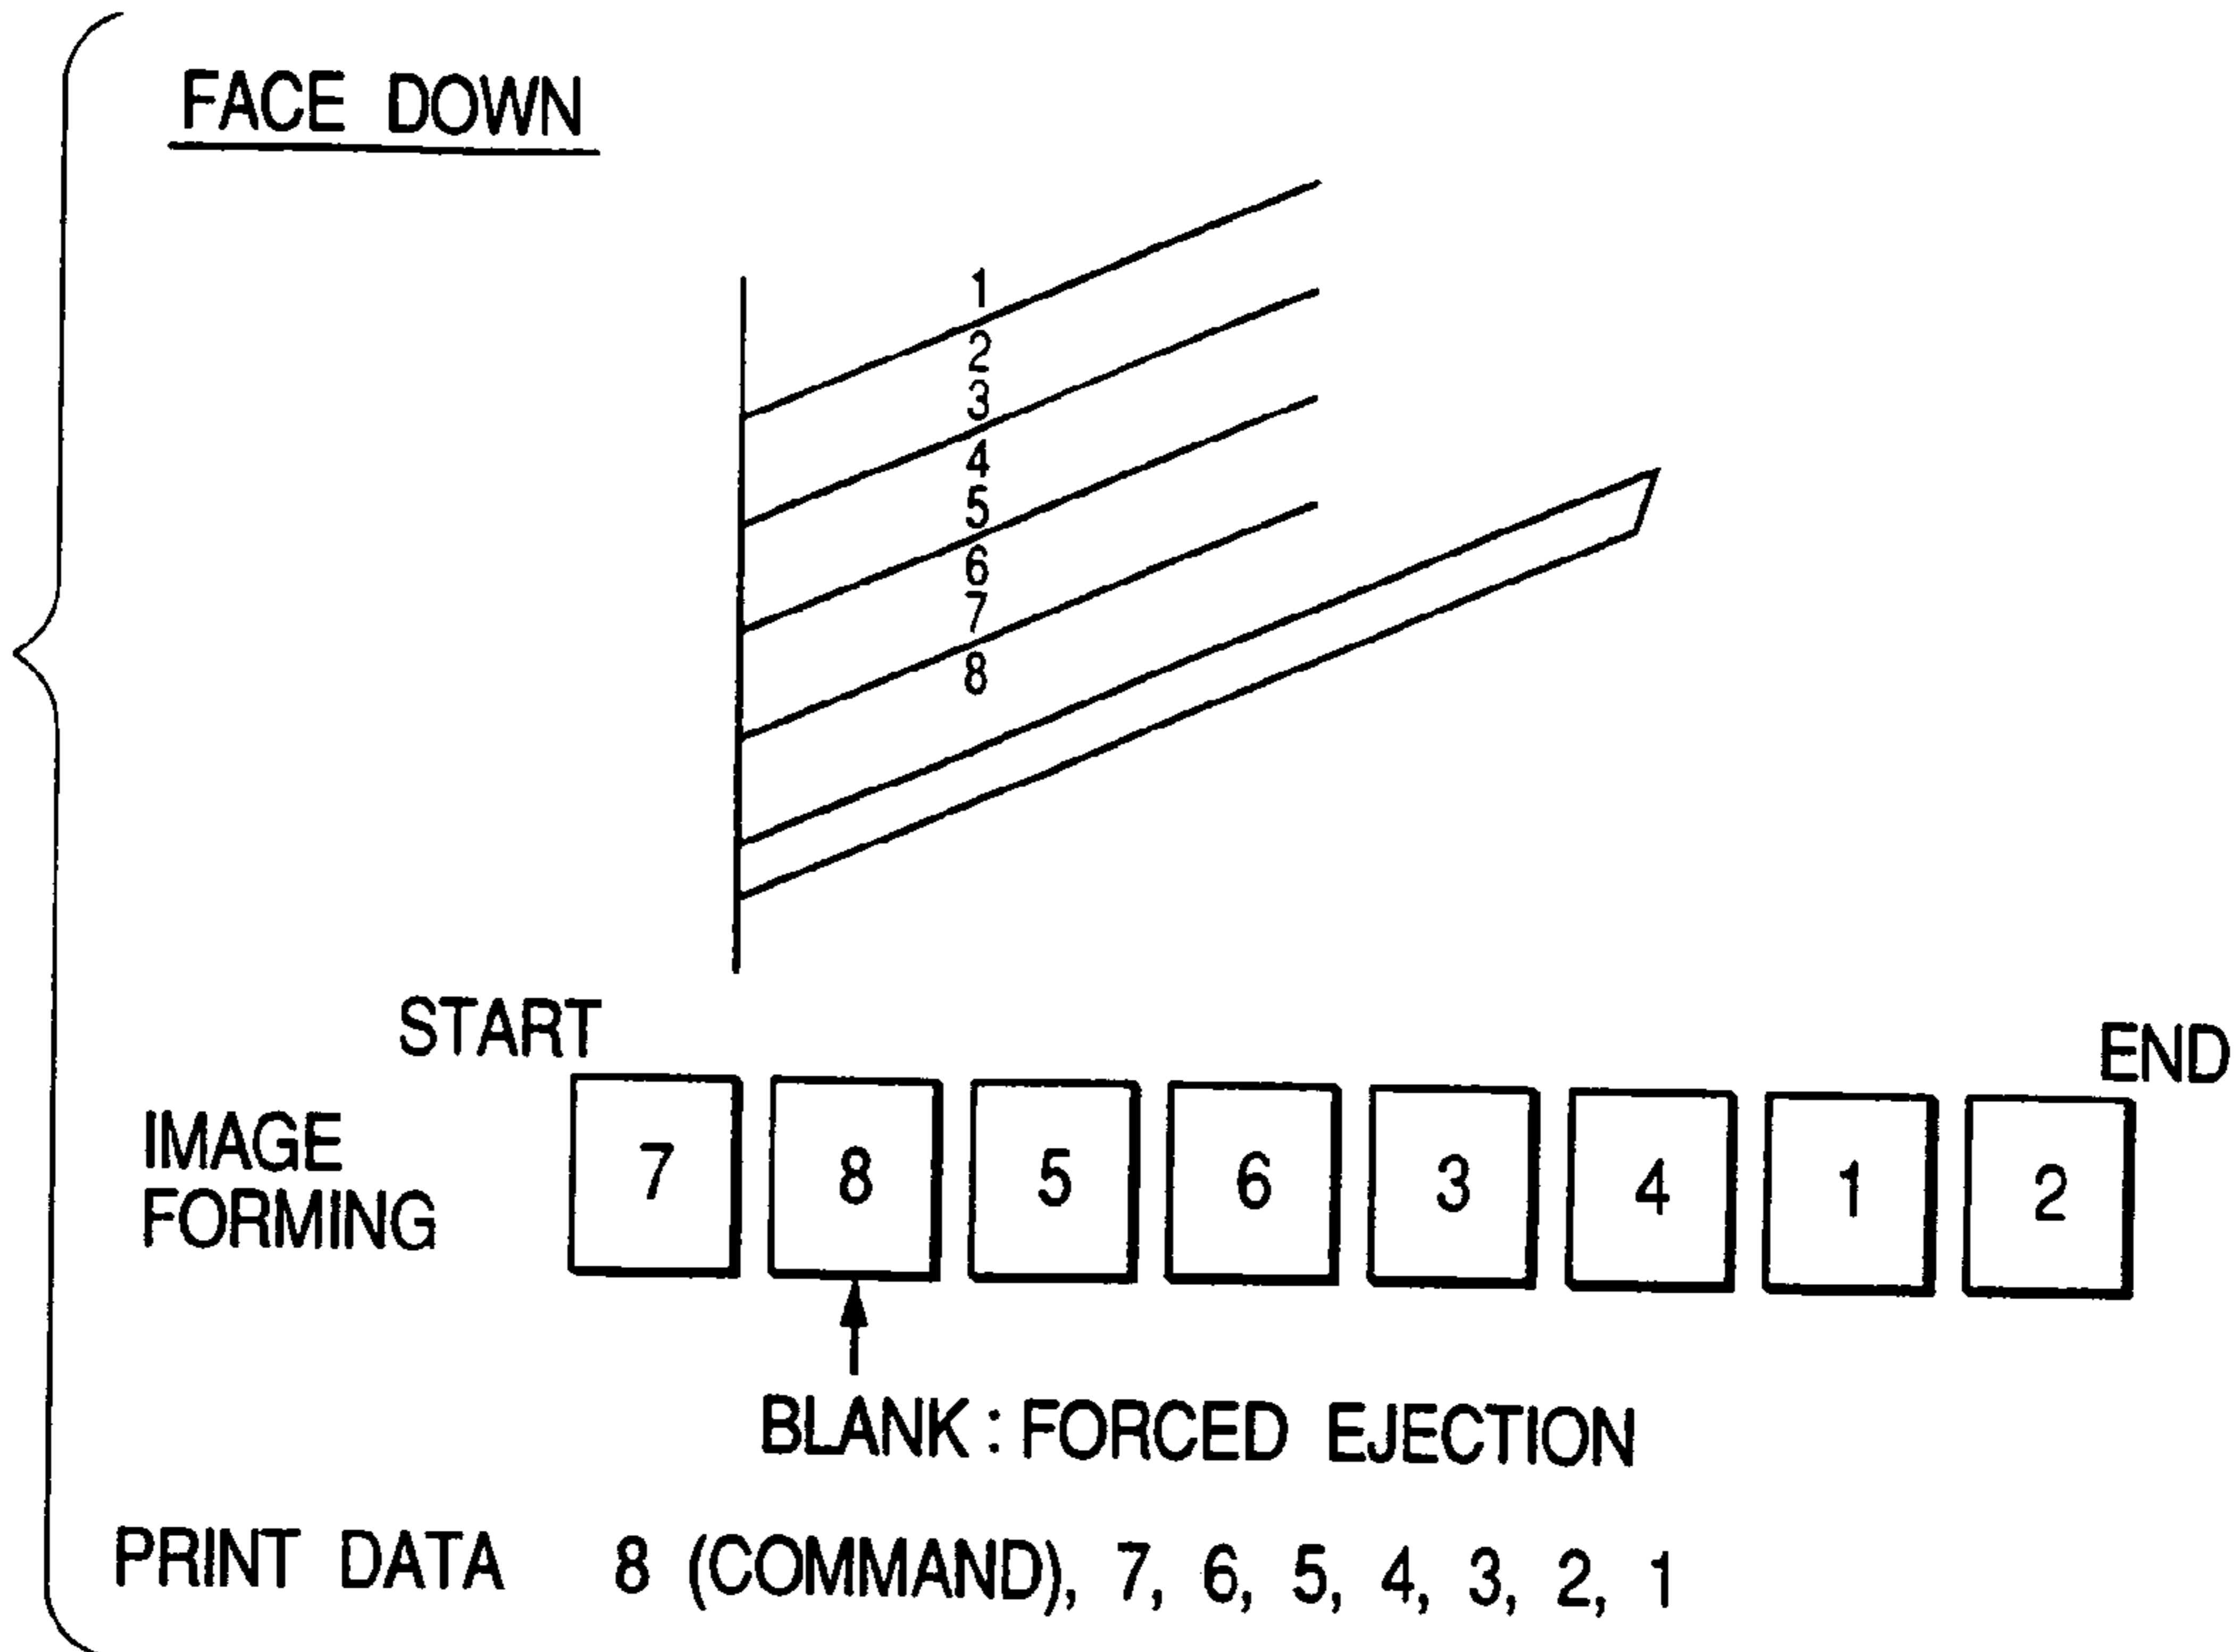 FACE DOWN
1
2
3
4
5
6
7
8
START
END
IMAGE
FORMING
7 8 5 6 3 4 1 2
BLANK : FORCED EJECTION
PRINT DATA 8 (COMMAND), 7, 6, 5, 4, 3, 2, 1